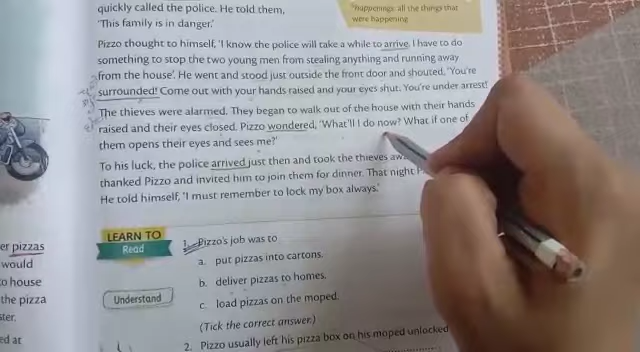 quickly called the police. He told them,
'This family is in danger.'
happenings: all the things that
were happening
Pizzo thought to himself, 'I know the police will take a while to arrive. I have to do
something to stop the two young men from stealing anything and running away
from the house'. He went and stood just outside the front door and shouted, 'You're
surrounded! Come out with your hands raised and your eyes shut. You're under arrest!'
The thieves were alarmed. They began to walk out of the house with their hands
raised and their eyes closed. Pizzo wondered, 'What'll I do now? What if one of
them opens their eyes and sees me?'
To his luck, the police arrived just then and took the thieves
thanked Pizzo and invited him to join them for dinner. That night
He told himself, 'I must remember to lock my box always.'
er pizzas
would
to house
the pizza
ster.
ed at
LEARN TO
Read
1. Pizzo's job was to
a. put pizzas into cartons.
b. deliver pizzas to homes.
Understand
c. load pizzas on the moped.
(Tick the correct answer.)
2. Pizzo usually left his pizza box on his moped unlocked